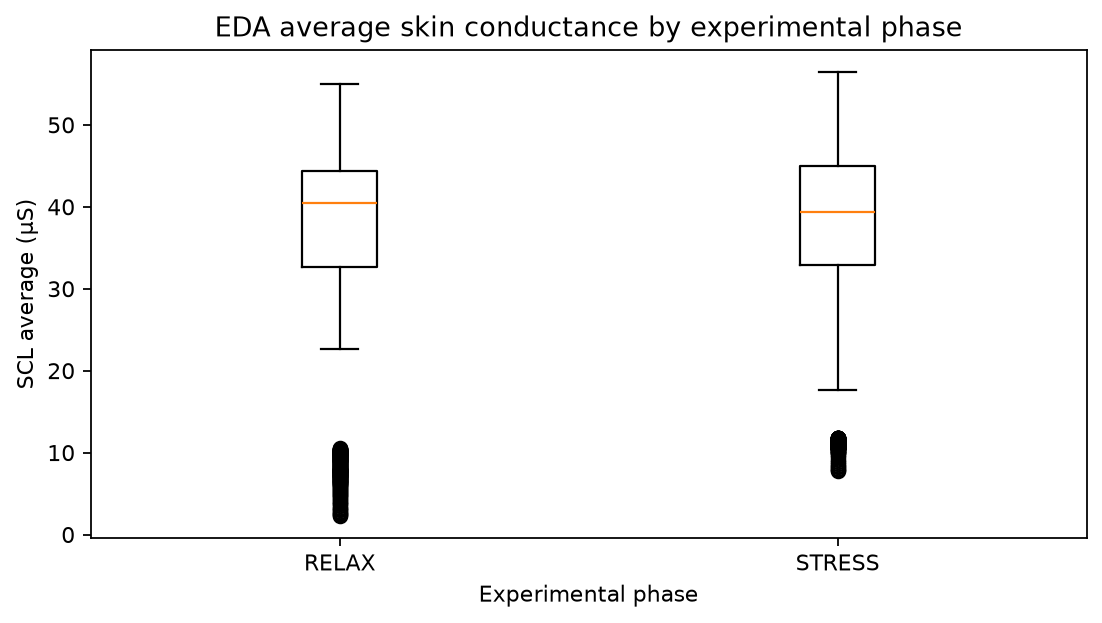 EDA average skin conductance by experimental phase
SCL average (µS)
50
40
30
20
10
0
RELAX
STRESS
Experimental phase